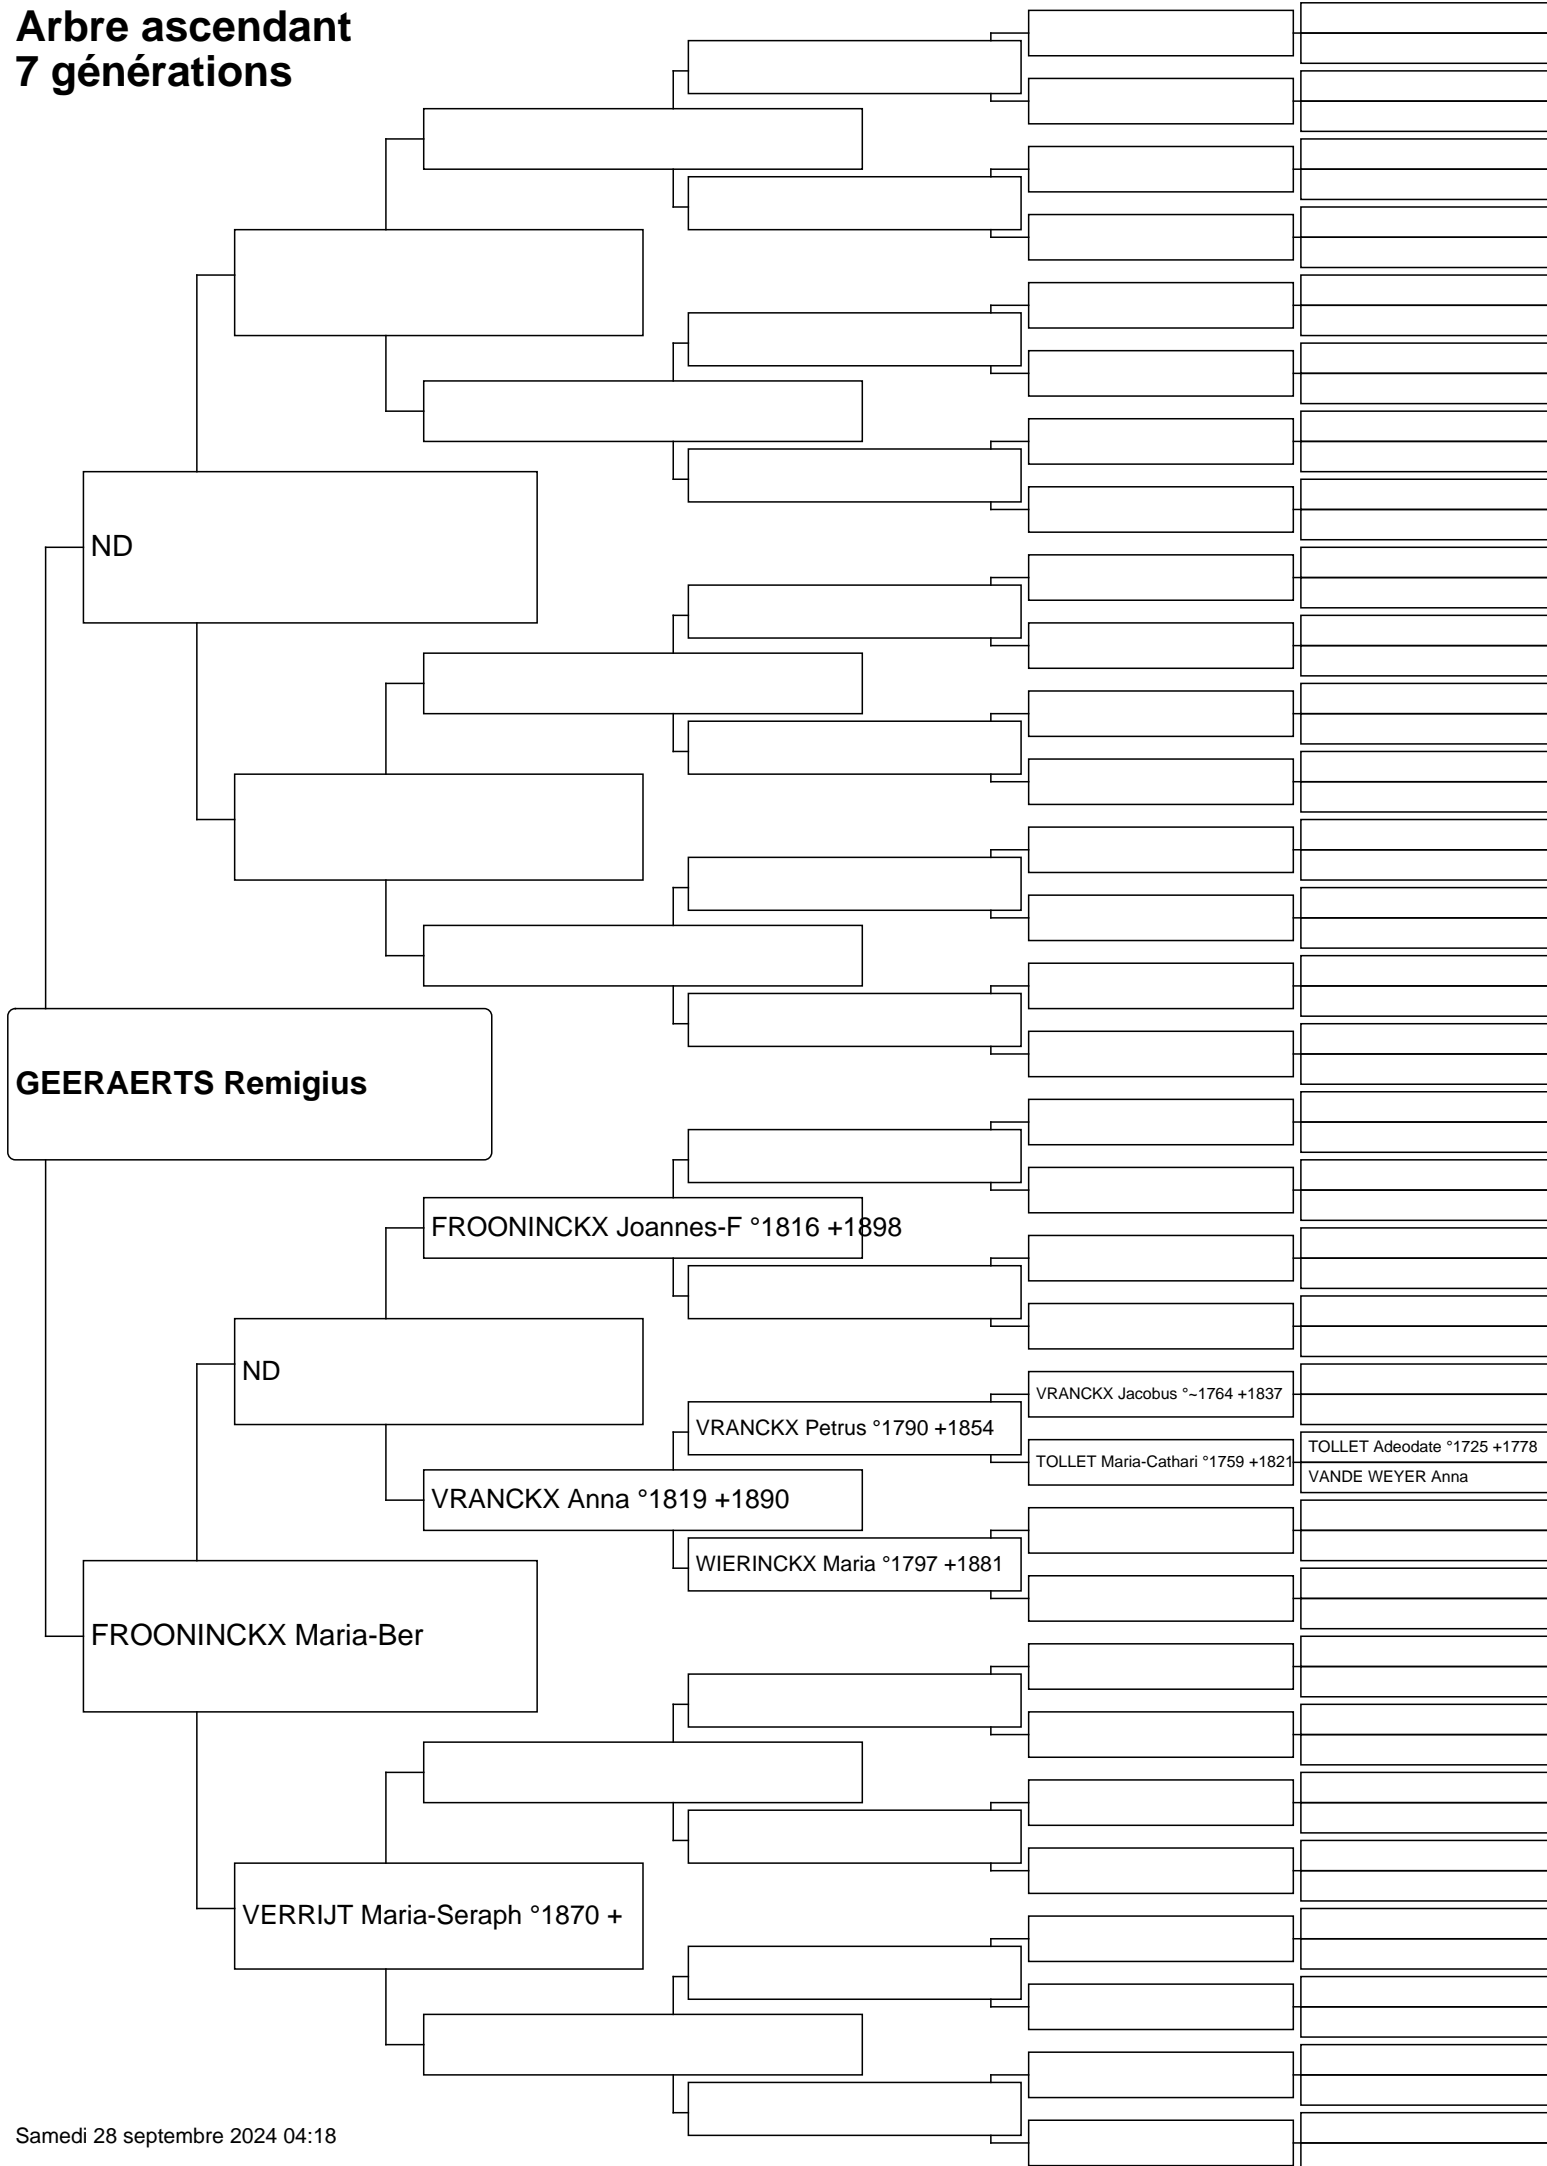 Arbre ascendant
7 générations
ND
GEERAERTS Remigius
FROONINCKX Joannes-F °1816 +1898
ND
VRANCKX Jacobus °~1764 +1837
VRANCKX Petrus °1790 +1854
TOLLET Adeodate °1725 +1778
TOLLET Maria-Cathari °1759 +1821
VANDE WEYER Anna
VRANCKX Anna °1819 +1890
WIERINCKX Maria °1797 +1881
FROONINCKX Maria-Ber
VERRIJT Maria-Seraph °1870 +
Samedi 28 septembre 2024 04:18